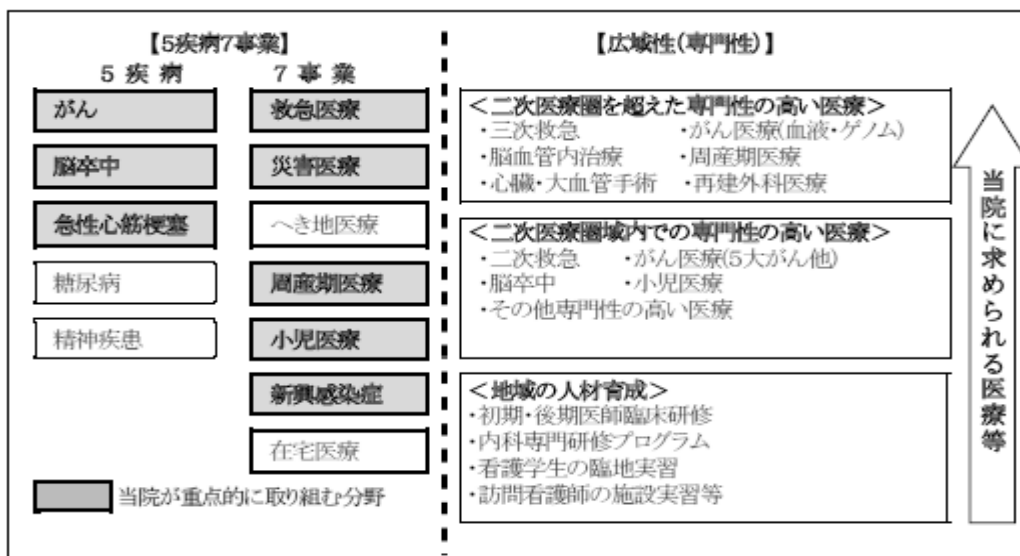 【5疾病7事業】
5 疾 病
7 事 業
がん
脳卒中
急性心筋梗塞
糖尿病
精神疾患
救急医療
災害医療
へき地医療
周産期医療
小児医療
新興感染症
在宅医療
当院が重点的に取り組む分野
【広域性(専門性)】
<二次医療圏を超えた専門性の高い医療>
・三次救急 ・がん医療(血液・ゲノム)
・脳血管内治療 ・周産期医療
・心臓・大血管手術 ・再建外科医療
<二次医療圏域内での専門性の高い医療>
・二次救急 ・がん医療(5大がん他)
・脳卒中 ・小児医療
・その他専門性の高い医療
<地域の人材育成>
・初期・後期医師臨床研修
・内科専門研修プログラム
・看護学生の臨地実習
・訪問看護師の施設実習等
当院に求められる医療等